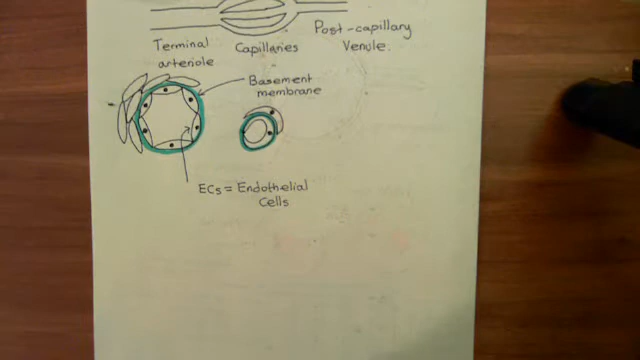 Terminal
arteriole
Capillaries
Post-capillary
Venule.
Basement
membrane
ECs = Endothelial
Cells